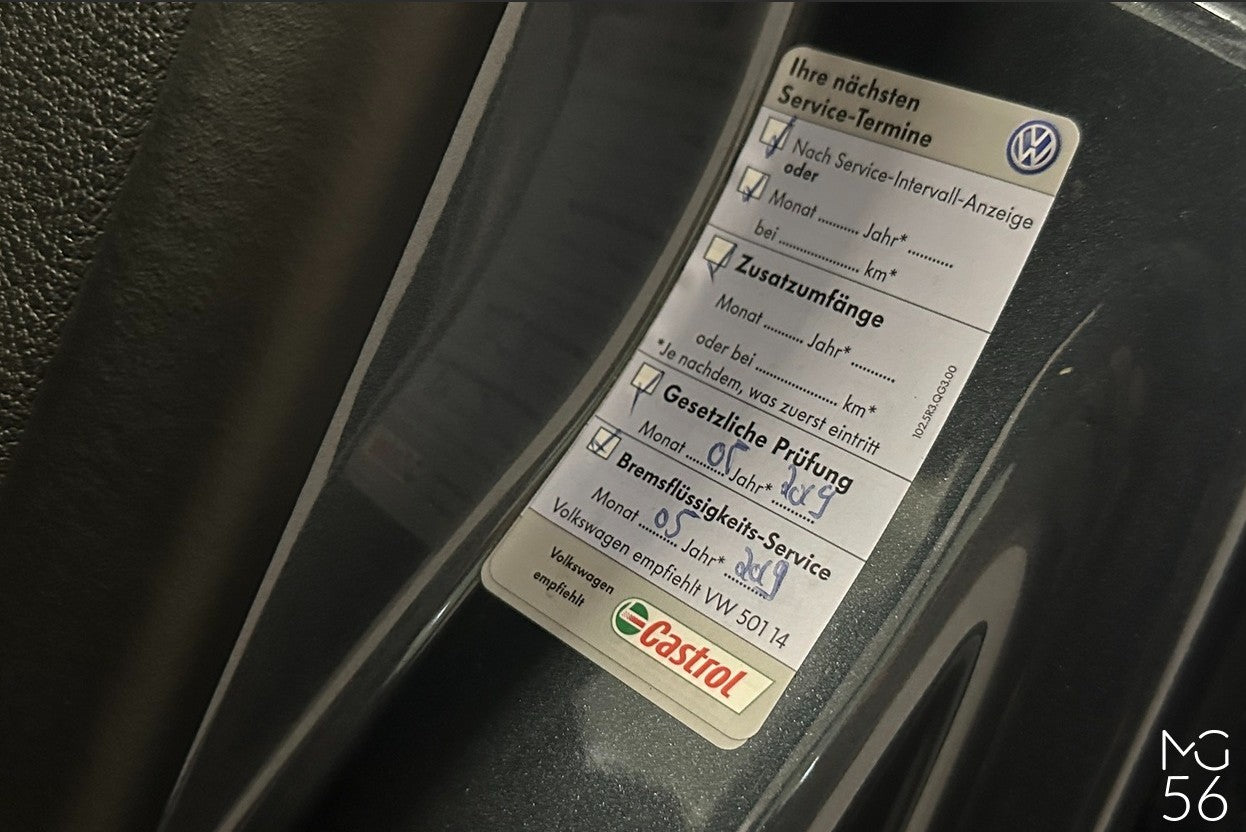 Ihre nächsten
Service-Termine
Nach Service-Intervall-Anzeige
oder
Monat .......... Jahr* ...........
bei .................... km*
Zusatzumfänge
Monat .......... Jahr* ...........
oder bei .................... km*
*Je nachdem, was zuerst eintritt
Gesetzliche Prüfung
Monat 05 Jahr* 2019
Bremsflüssigkeits-Service
Monat 05 Jahr* 2019
Volkswagen empfiehlt VW 501 14
Volkswagen
empfiehlt
Castrol
102.5R3.QG3.00
MG
56